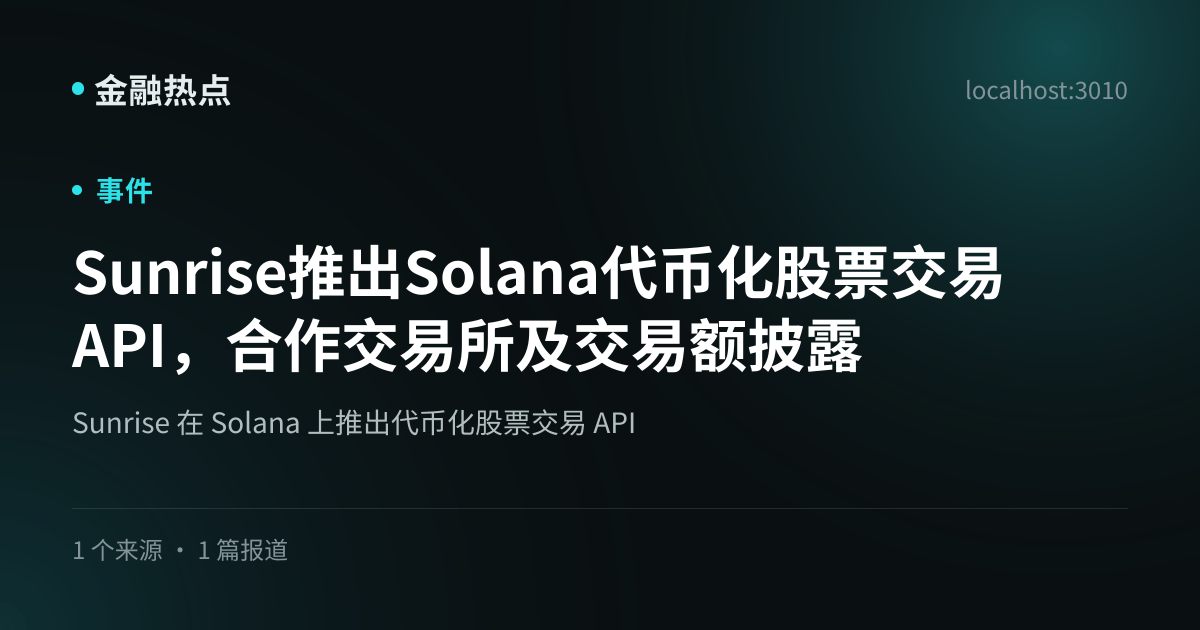 金融热点
localhost:3010
事件
Sunrise推出Solana代币化股票交易
API，合作交易所及交易额披露
Sunrise 在 Solana 上推出代币化股票交易 API
1 个来源 · 1 篇报道